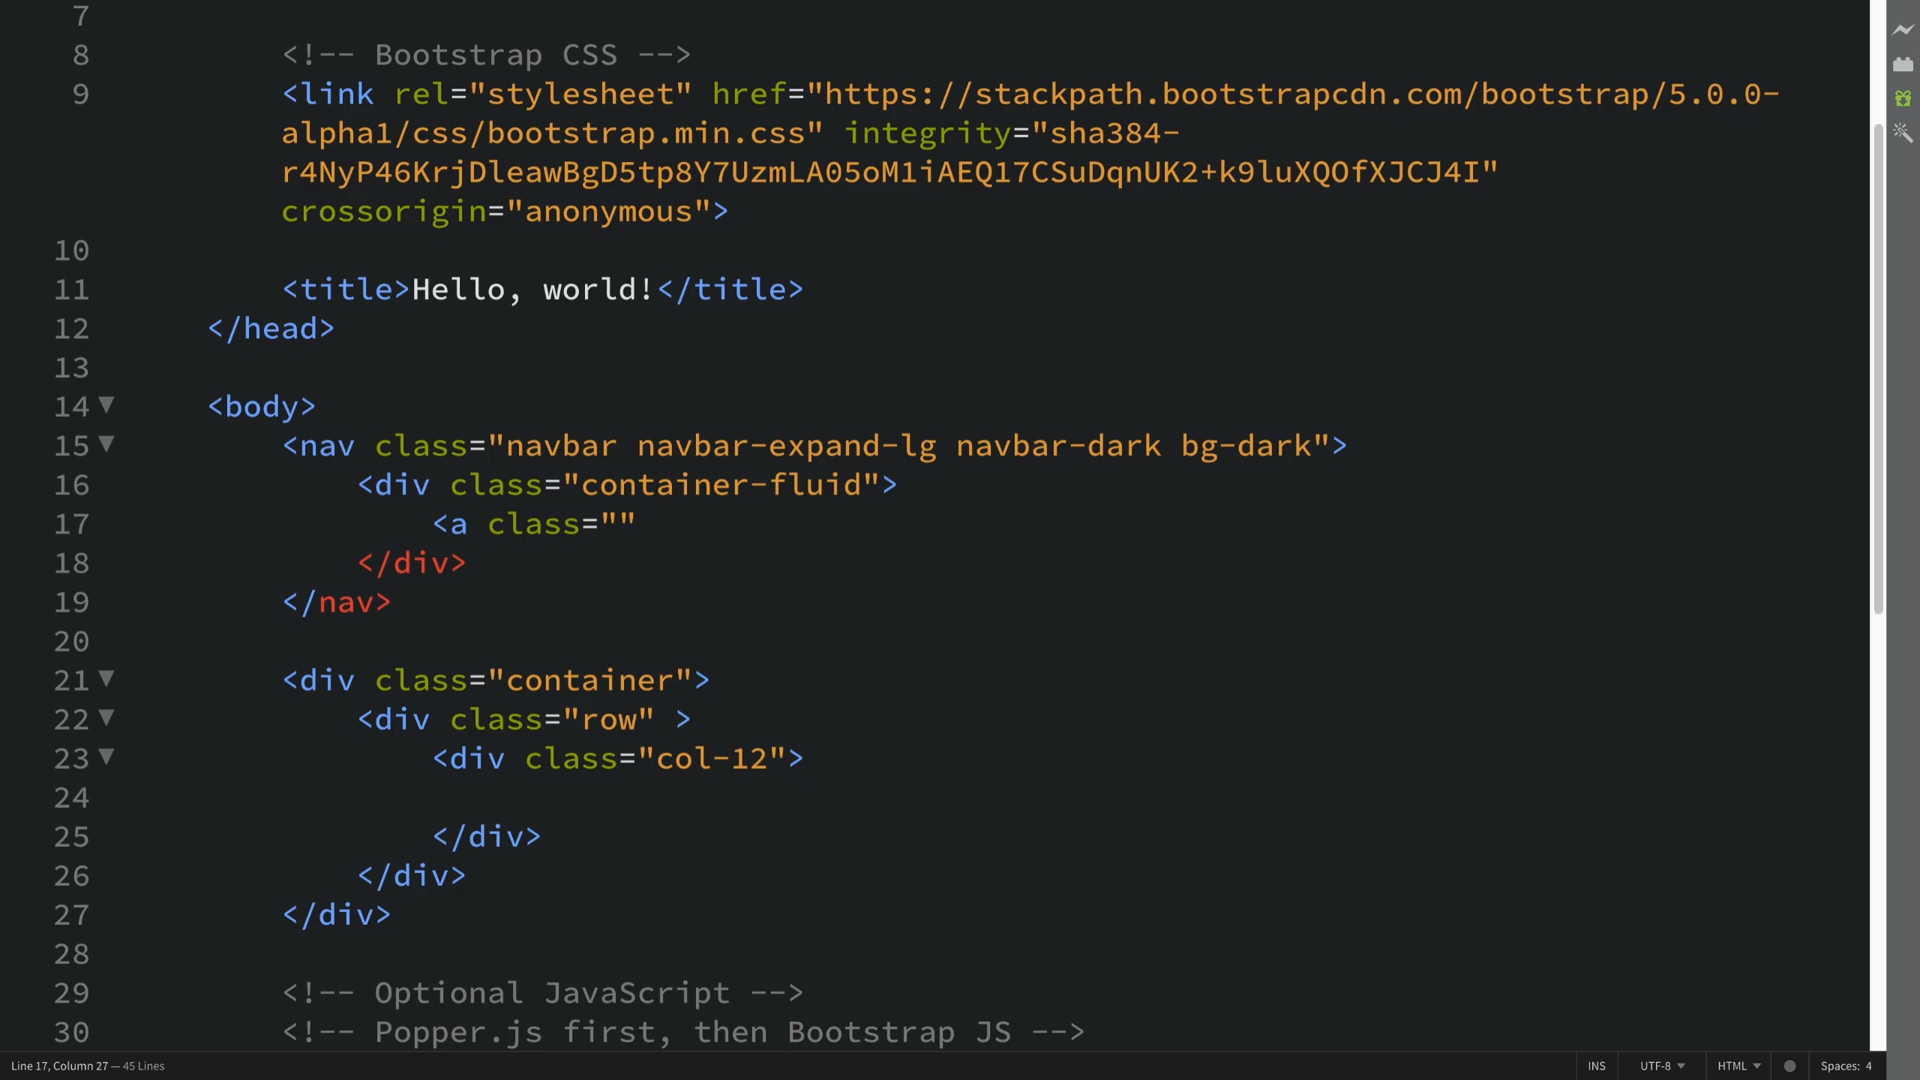 7
8 <!-- Bootstrap CSS -->
9 <link rel="stylesheet" href="https://stackpath.bootstrapcdn.com/bootstrap/5.0.0-
alpha1/css/bootstrap.min.css" integrity="sha384-
r4NyP46KrjDleawBgD5tp8Y7UzmLA05oM1iAEQ17CSuDqnUK2+k9luXQOfXJCJ4I"
crossorigin="anonymous">
10
11 <title>Hello, world!</title>
12 </head>
13
14 <body>
15 <nav class="navbar navbar-expand-lg navbar-dark bg-dark">
16 <div class="container-fluid">
17 <a class=""
18 </div>
19 </nav>
20
21 <div class="container">
22 <div class="row" >
23 <div class="col-12">
24
25 </div>
26 </div>
27 </div>
28
29 <!-- Optional JavaScript -->
30 <!-- Popper.js first, then Bootstrap JS -->
Line 17, Column 27 — 45 Lines INS UTF-8 HTML Spaces: 4